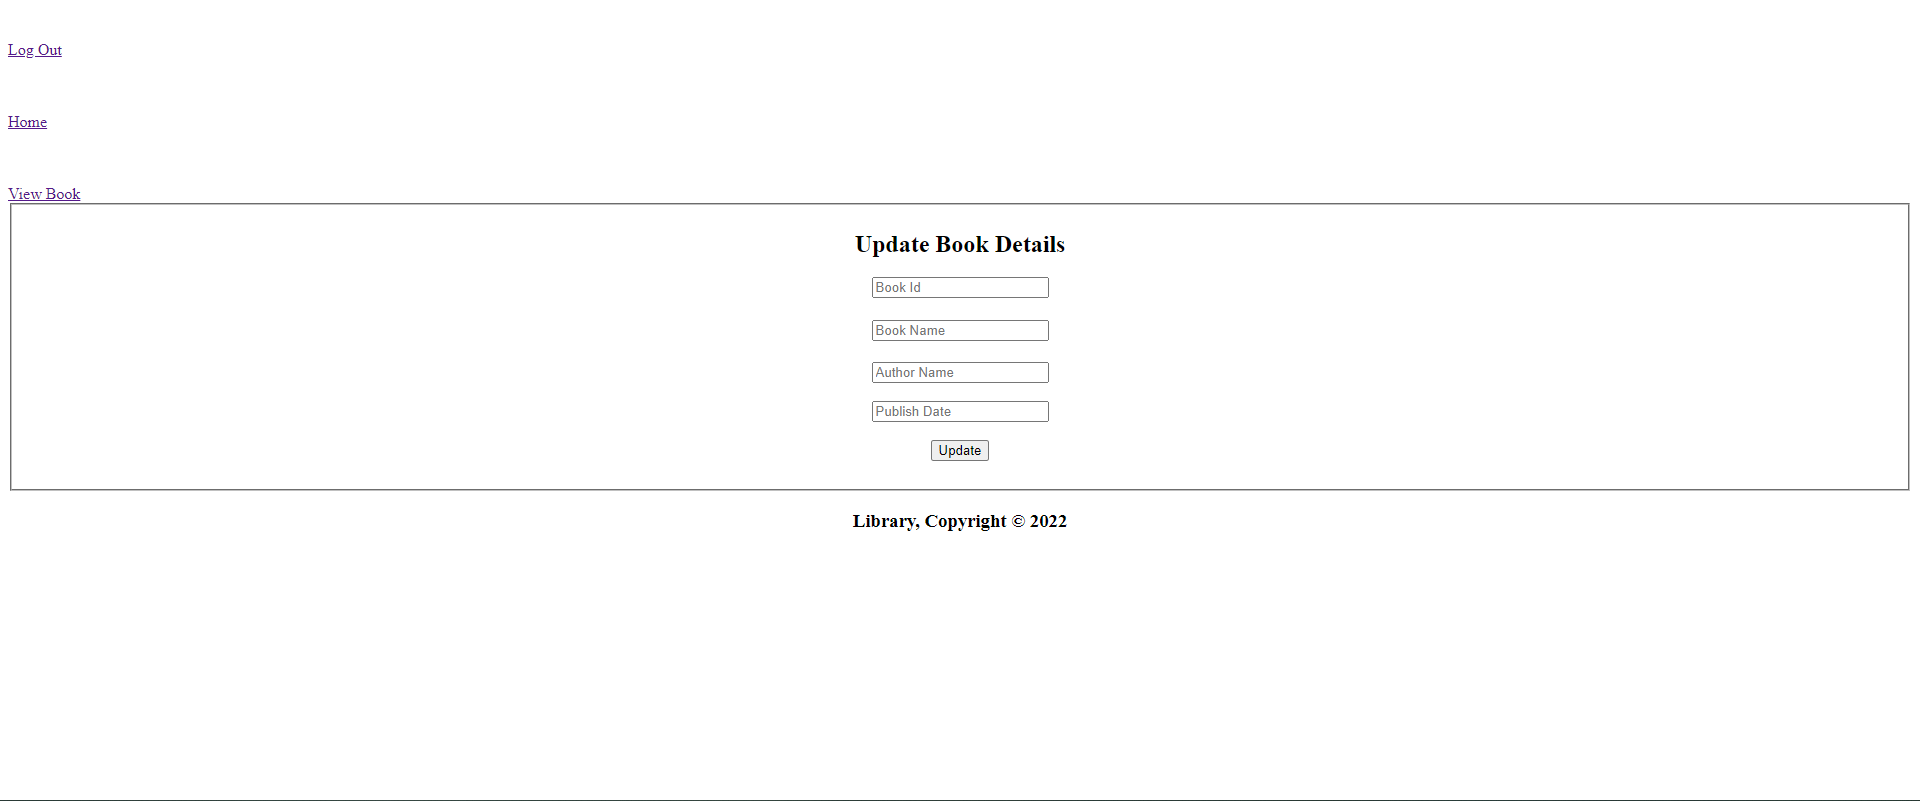 Log Out
Home
View Book
Update Book Details
Book Id
Book Name
Author Name
Publish Date
Update
Library, Copyright © 2022